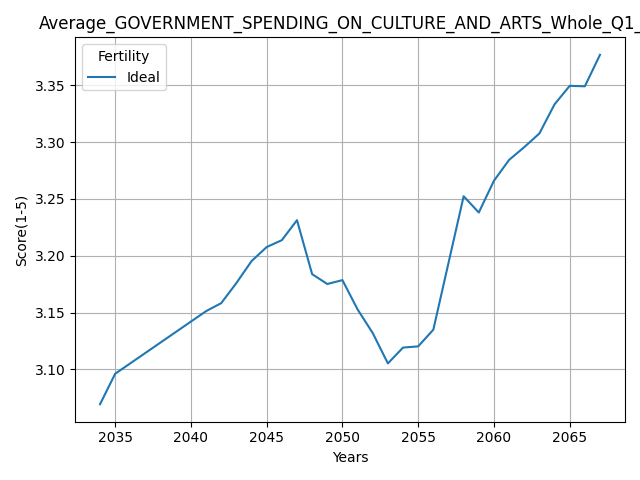 Average_GOVERNMENT_SPENDING_ON_CULTURE_AND_ARTS_Whole_Q1_
Fertility
Ideal
Score(1-5)
3.35
3.30
3.25
3.20
3.15
3.10
2035 2040 2045 2050 2055 2060 2065
Years